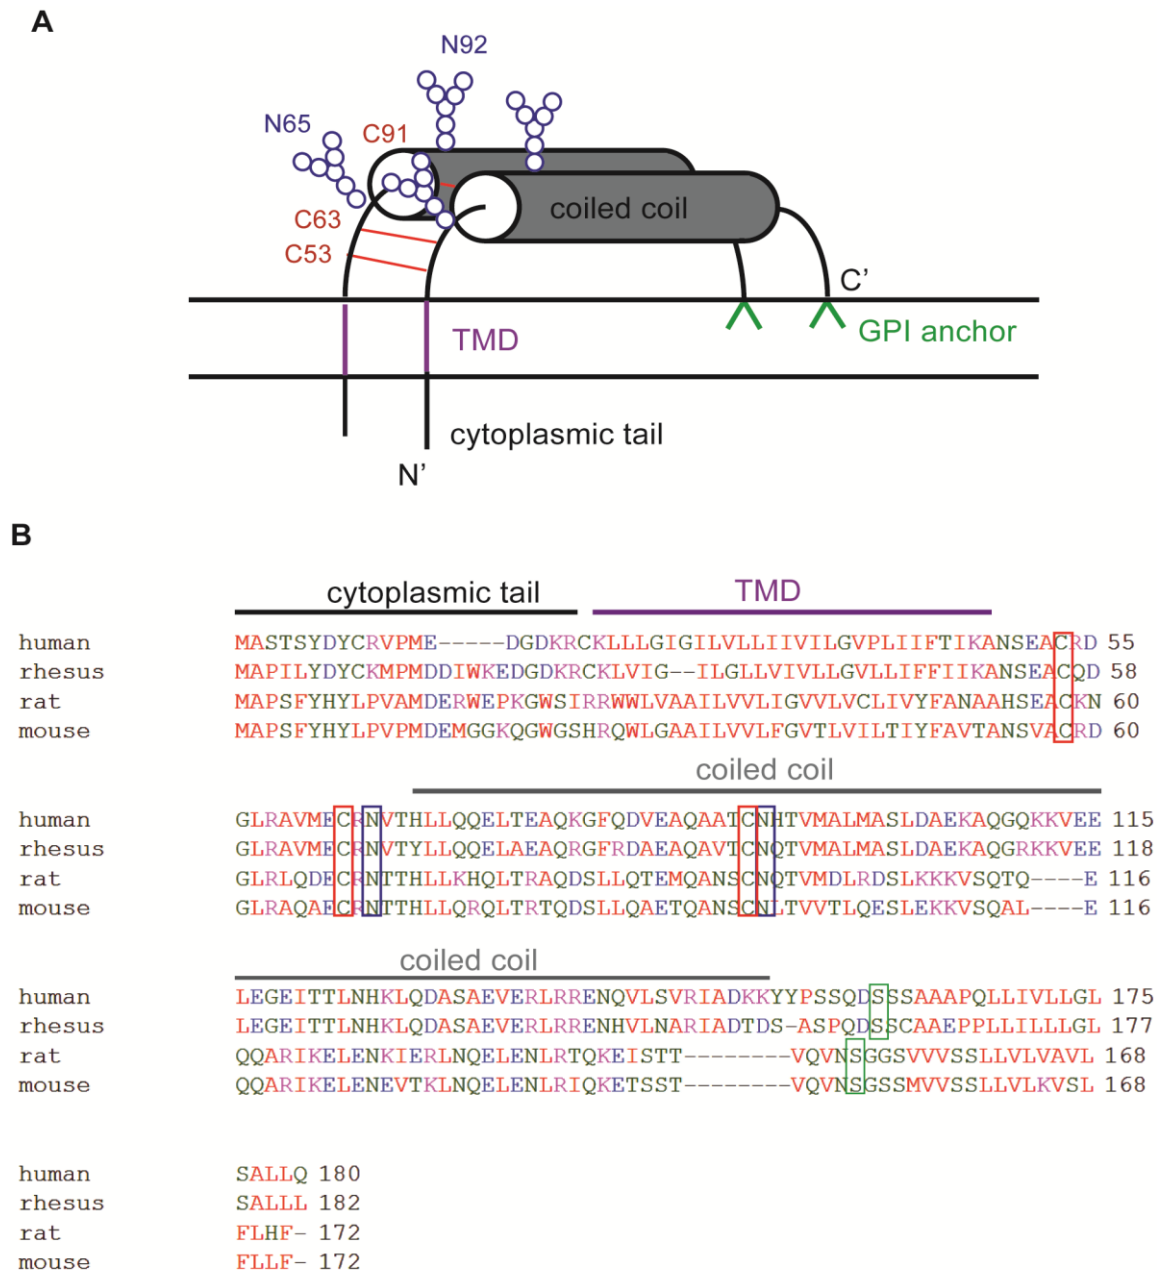 A
N92
N65
C91
coiled coil
C63
C53
C’
TMD
GPI anchor
cytoplasmic tail
N’
B
cytoplasmic tail TMD
human MASTSYDYCRVPME-----DGDKRCKLLLGIGILVLLIIVILGVPLIIFTIKANSEACRD 55
rhesus MAPILYDYCKMPMDDIWKEDGDKRCKLVIG--ILGLLVIVLLGVLLIIFFIIKANSEACQD 58
rat MAPSFYHYLPVAMDERWEPKGWSIRRWWLVAAILVVLIGVVLVCLIVYFANAAHSEACKN 60
mouse MAPSFYHYLPVPMDEMGGKQGWGSHRQWLGAAILVVLFGVTLVILTIYFAVTANSVACRD 60
coiled coil
human GLRAVMECRNVTHLLQQELTEAQKGFQDVEAQAATCNHTVMALMASLDAEKAQGQKKVEE 115
rhesus GLRAVMECRNVTYLLQQELAEAQRGFRDAEAQAVTCNQTVMALMASLDAEKAQGRKKVEE 118
rat GLRLQDECRNTTHLLKHQLTRAQDSLLQTEMQANSCNQTVMDLRDSLKKKVSQTQ----E 116
mouse GLRAQAECRNTTHLLQRQLTRTQDSLLQAETQANSCNLTVVTLQESLEKKVSQAL----E 116
coiled coil
human LEGEITTLNHKLQDASAEVERLRRENQVLSVRIADKKYYPSSQDSSSAAAPQLLIVLLGL 175
rhesus LEGEITTLNHKLQDASAEVERLRRENHVLNARIADTDS-ASPQDSSCAAEPPLLILLLGL 177
rat QQARIKELENKIERLNQELENLRTQKEISTT--------VQVNSGGSVVVSSLLVLVAVL 168
mouse QQARIKELENEVTKLNQELENLRIQKETSST--------VQVNSGSSMVVSSLLVLKVSL 168
human SALLQ 180
rhesus SALLL 182
rat FLHF- 172
mouse FLLF- 172